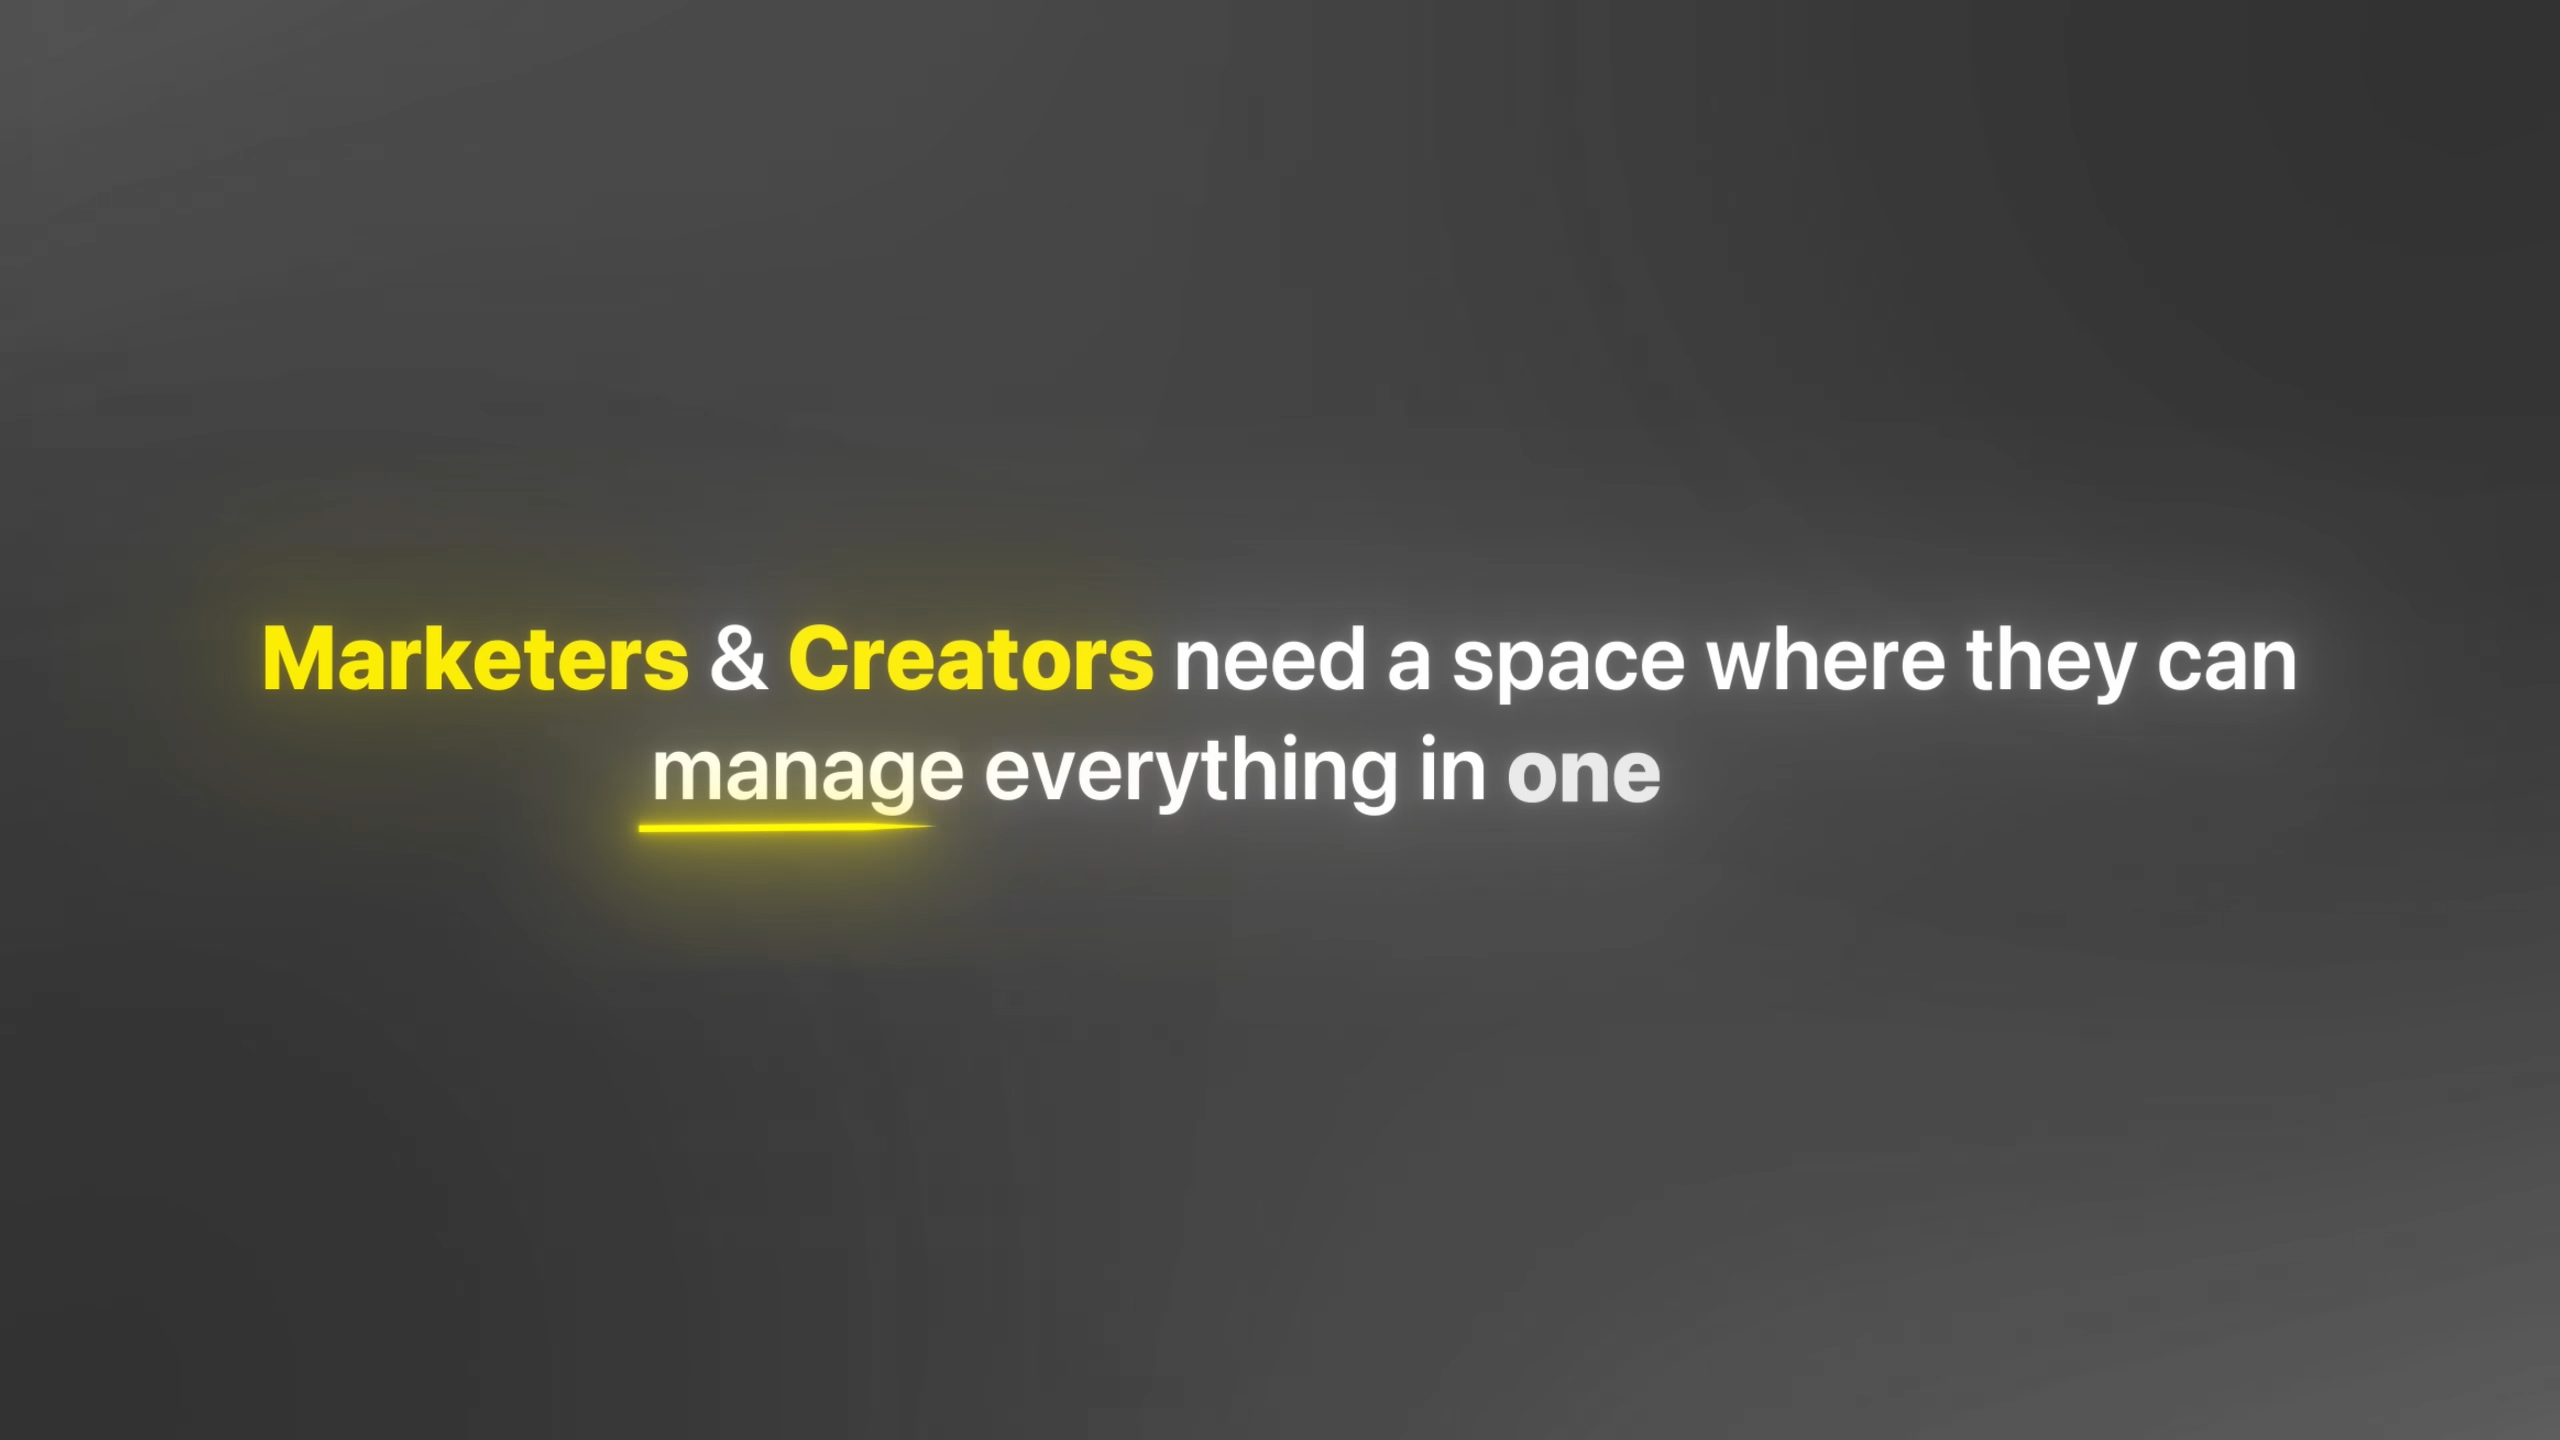 Marketers & Creators need a space where they can
manage everything in one